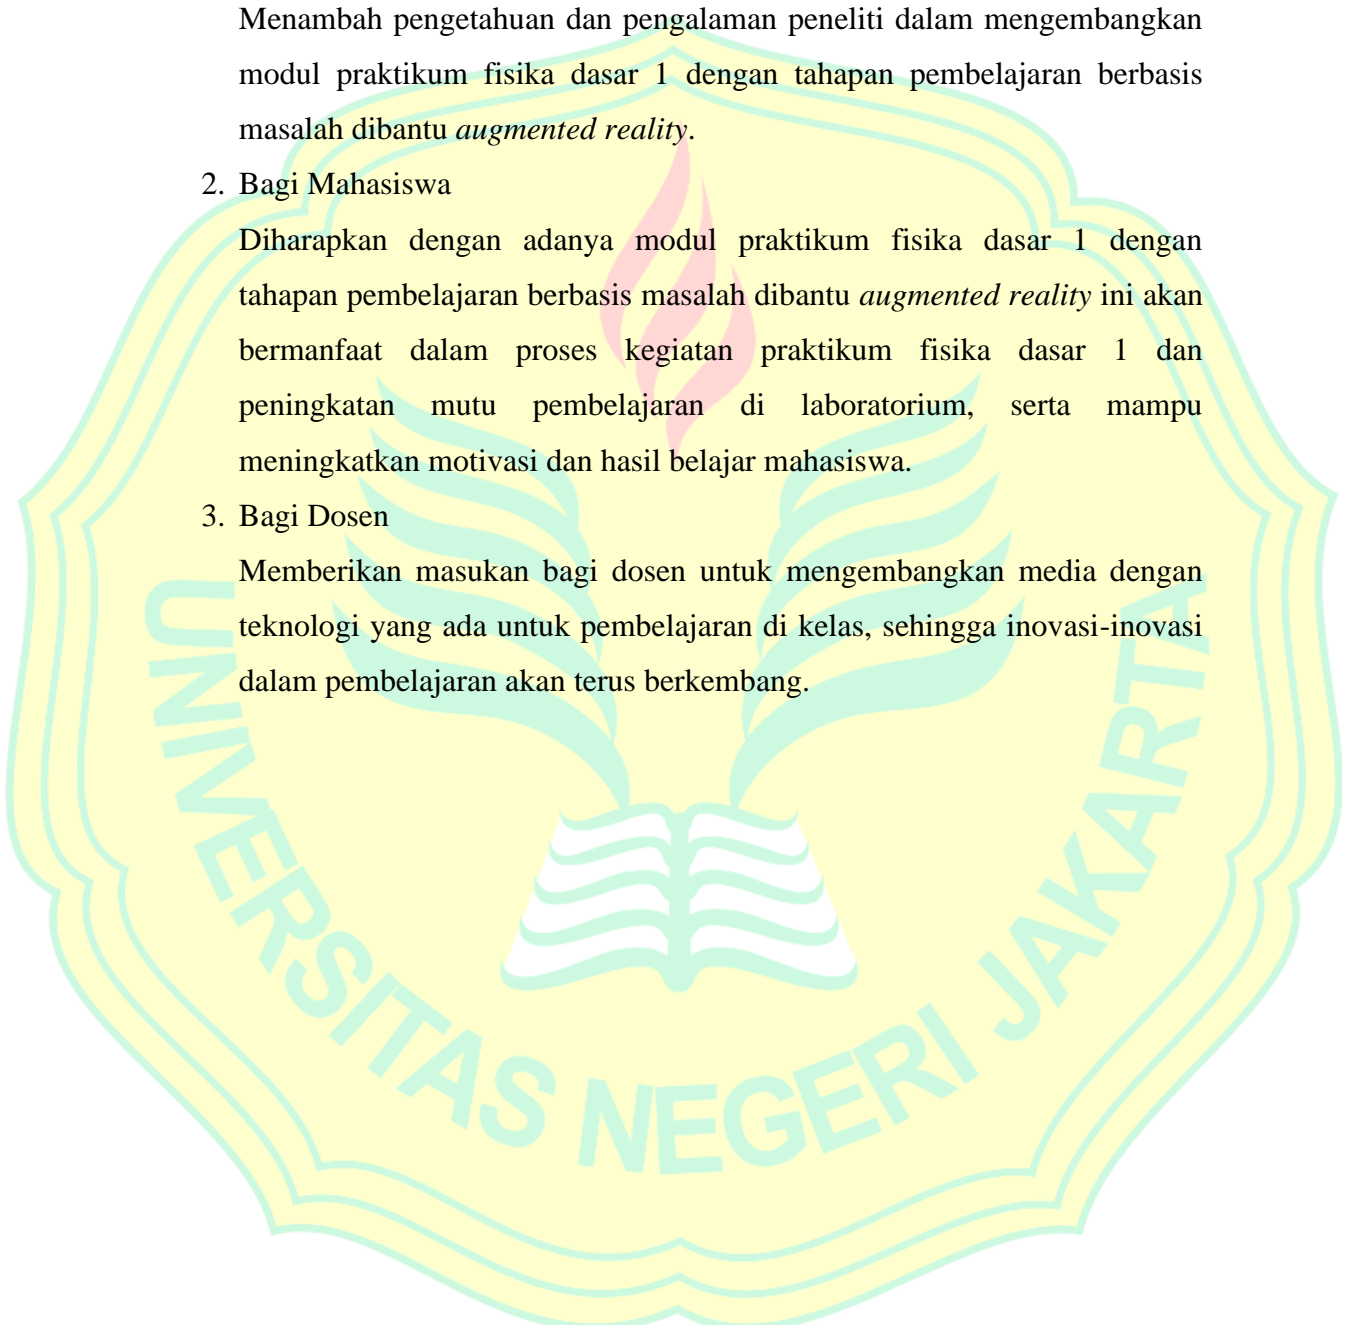 Menambah pengetahuan dan pengalaman peneliti dalam mengembangkan
modul praktikum fisika dasar 1 dengan tahapan pembelajaran berbasis
masalah dibantu augmented reality.
2. Bagi Mahasiswa
Diharapkan dengan adanya modul praktikum fisika dasar 1 dengan
tahapan pembelajaran berbasis masalah dibantu augmented reality ini akan
bermanfaat dalam proses kegiatan praktikum fisika dasar 1 dan
peningkatan mutu pembelajaran di laboratorium, serta mampu
meningkatkan motivasi dan hasil belajar mahasiswa.
3. Bagi Dosen
Memberikan masukan bagi dosen untuk mengembangkan media dengan
teknologi yang ada untuk pembelajaran di kelas, sehingga inovasi-inovasi
dalam pembelajaran akan terus berkembang.
UNIVERSITAS NEGERI JAKARTA